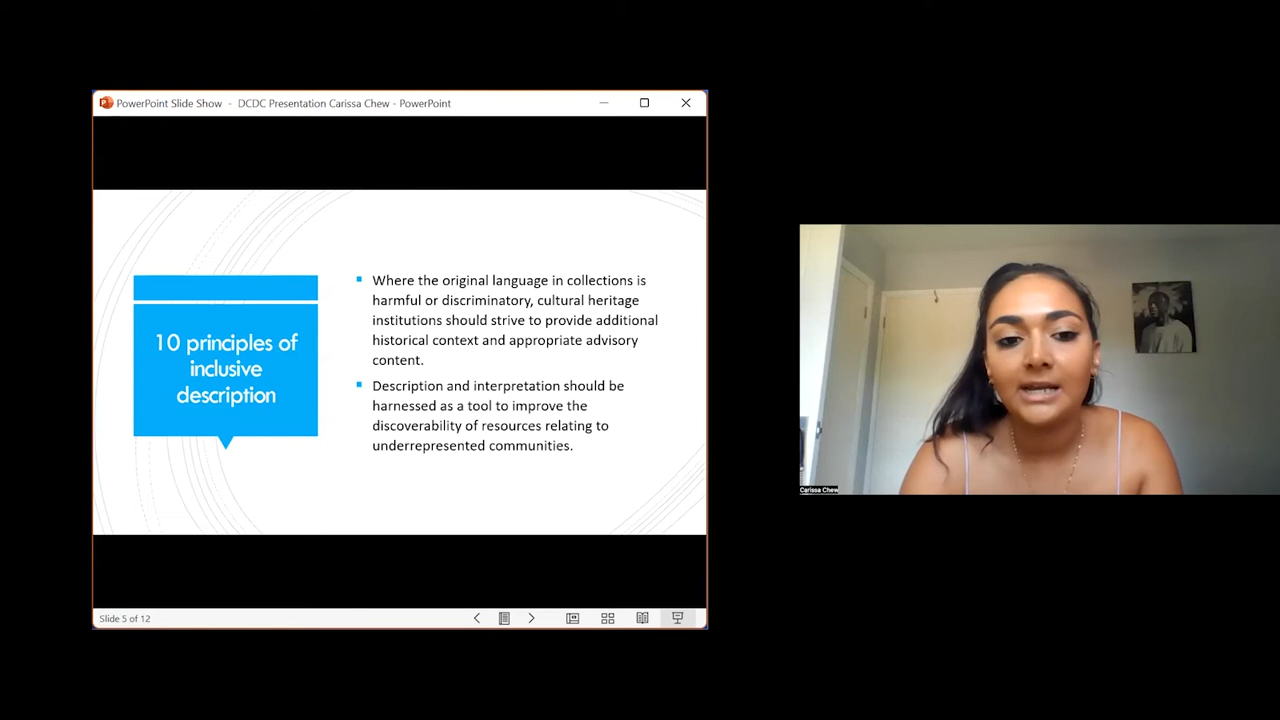 PowerPoint Slide Show - DCDC Presentation Carissa Chew - PowerPoint
10 principles of
inclusive
description
Where the original language in collections is
harmful or discriminatory, cultural heritage
institutions should strive to provide additional
historical context and appropriate advisory
content.
Description and interpretation should be
harnessed as a tool to improve the
discoverability of resources relating to
underrepresented communities.
Slide 5 of 12
Carissa Chew